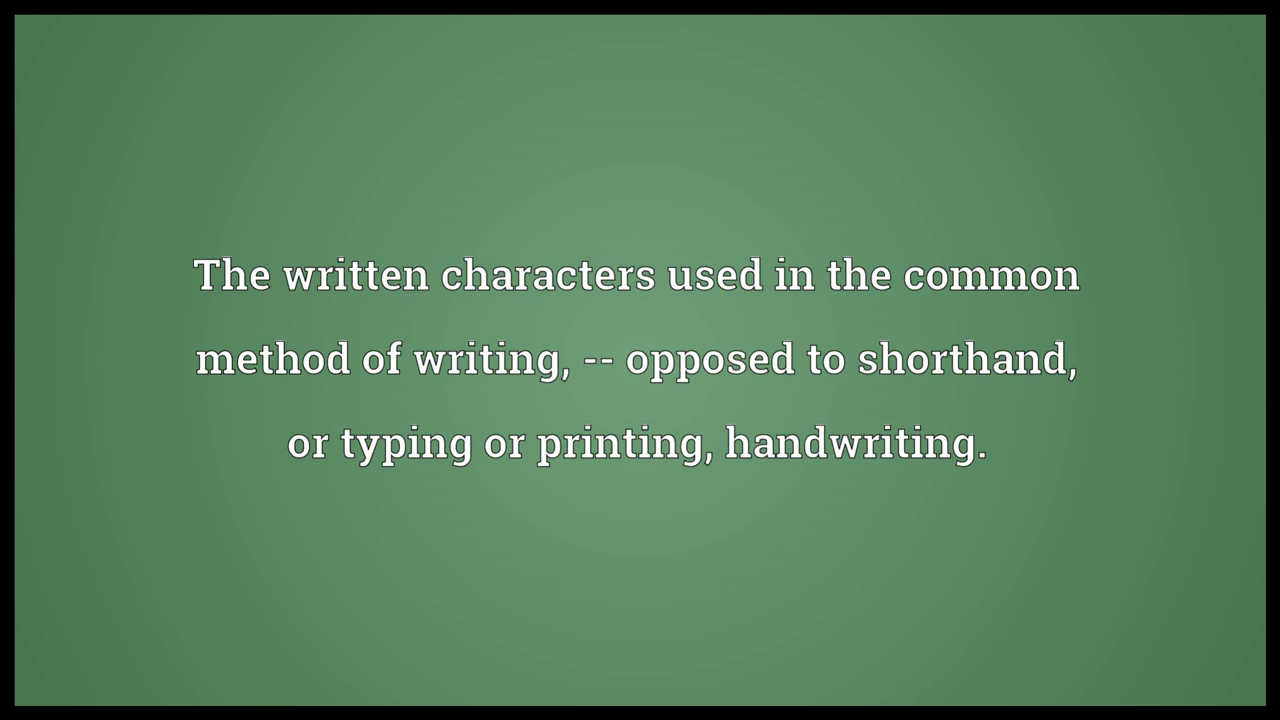 The written characters used in the common
method of writing, -- opposed to shorthand,
or typing or printing, handwriting.